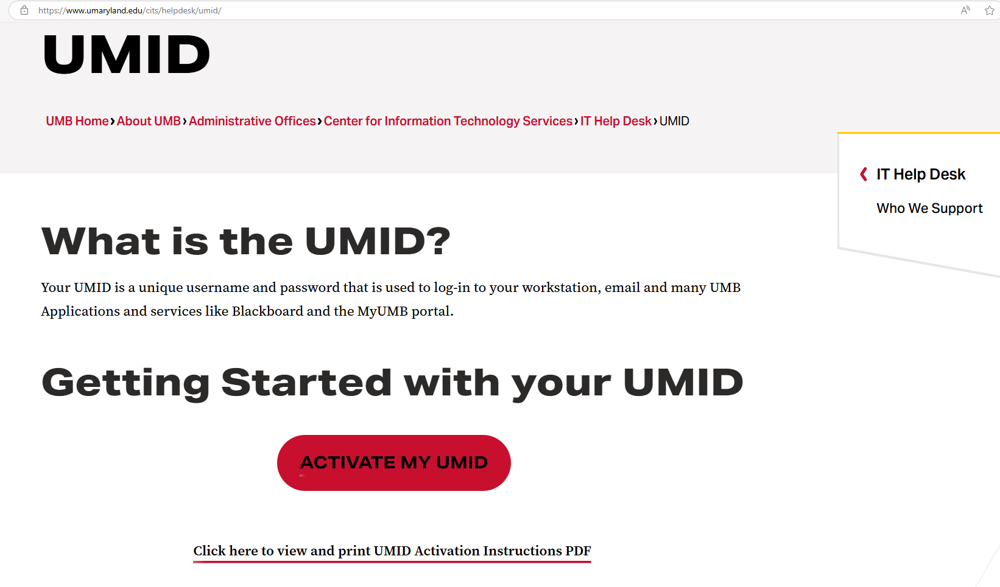 https://www.umaryland.edu/cits/helpdesk/umid/
UMID
UMB Home › About UMB › Administrative Offices › Center for Information Technology Services › IT Help Desk › UMID
IT Help Desk
Who We Support
What is the UMID?
Your UMID is a unique username and password that is used to log-in to your workstation, email and many UMB
Applications and services like Blackboard and the MyUMB portal.
Getting Started with your UMID
ACTIVATE MY UMID
Click here to view and print UMID Activation Instructions PDF